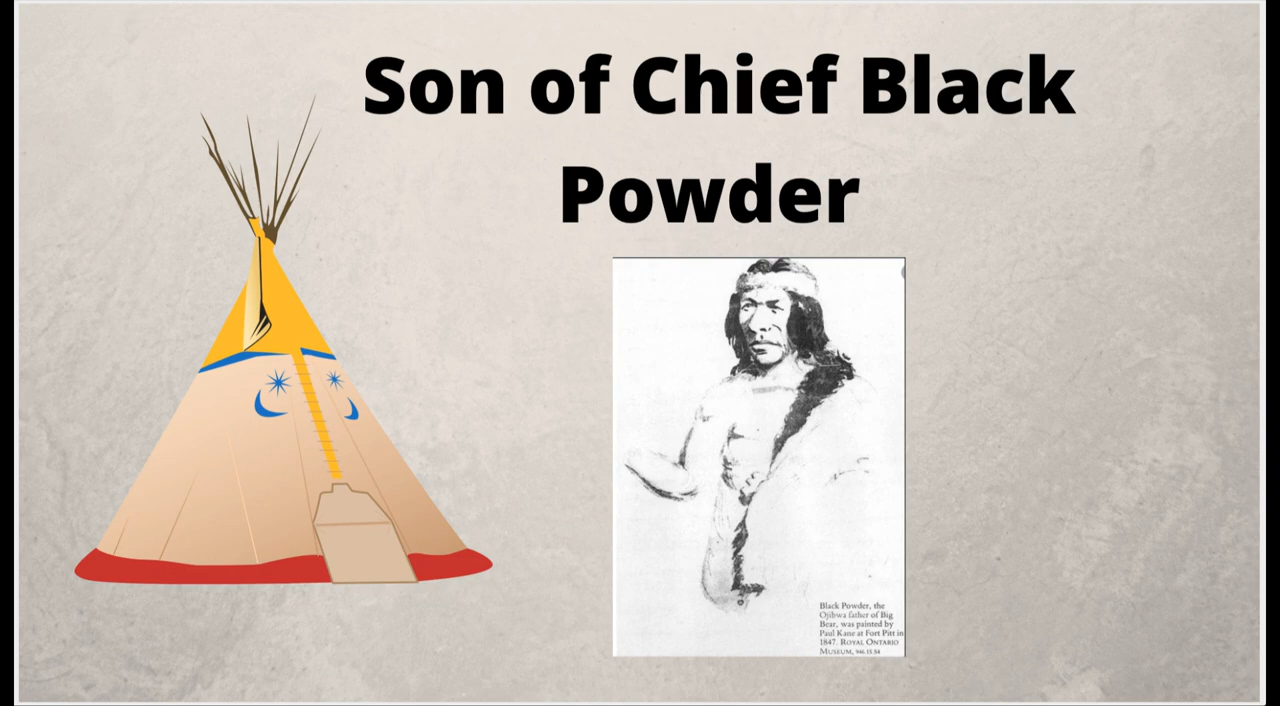 Son of Chief Black
Powder
Black Powder, the
Ojibwa father of Big
Bear, was painted by
Paul Kane at Fort Pitt in
1847. ROYAL ONTARIO
MUSEUM, 946.15.54